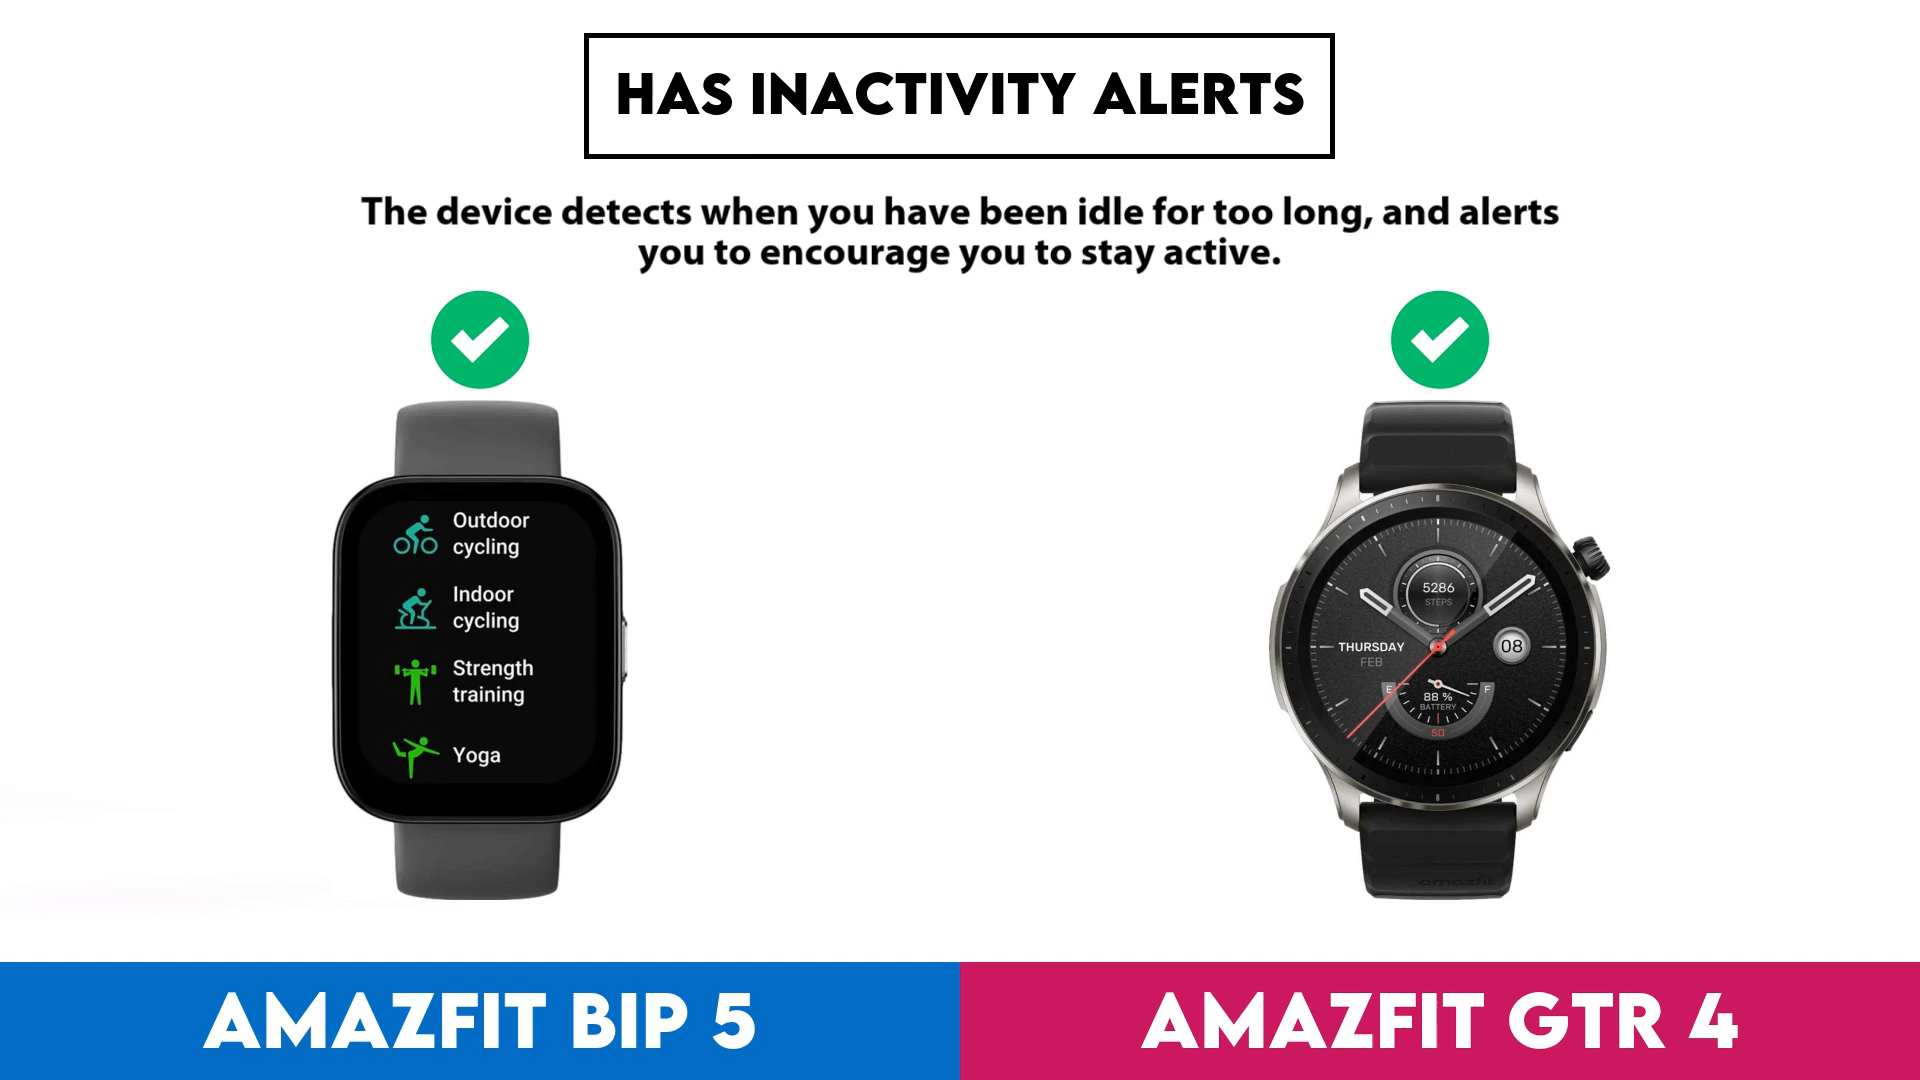 HAS INACTIVITY ALERTS
The device detects when you have been idle for too long, and alerts
you to encourage you to stay active.
Outdoor
cycling
Indoor
cycling
Strength
training
Yoga
5286
STEPS
THURSDAY
FEB
08
E
F
88 %
BATTERY
50
amazfit
AMAZFIT BIP 5
AMAZFIT GTR 4